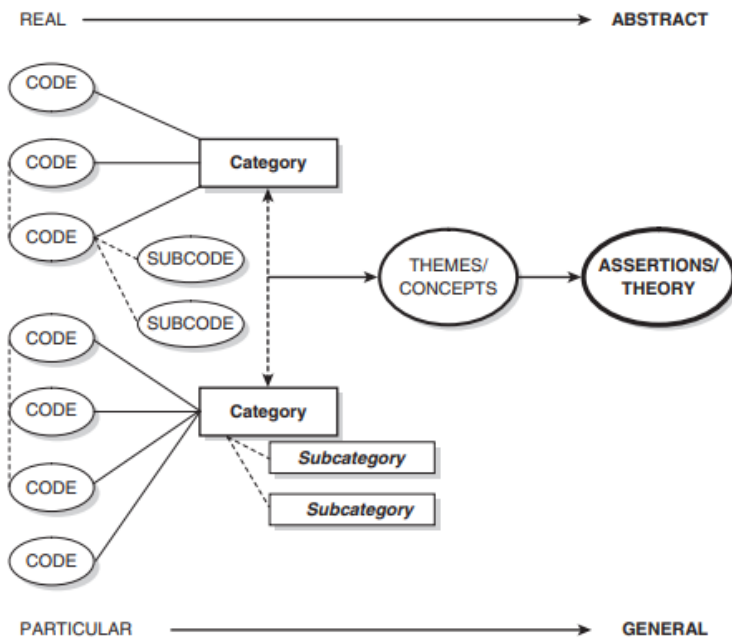 REAL
ABSTRACT
CODE
CODE
Category
CODE
SUBCODE
SUBCODE
THEMES/
CONCEPTS
ASSERTIONS/
THEORY
CODE
CODE
Category
Subcategory
CODE
Subcategory
CODE
PARTICULAR
GENERAL